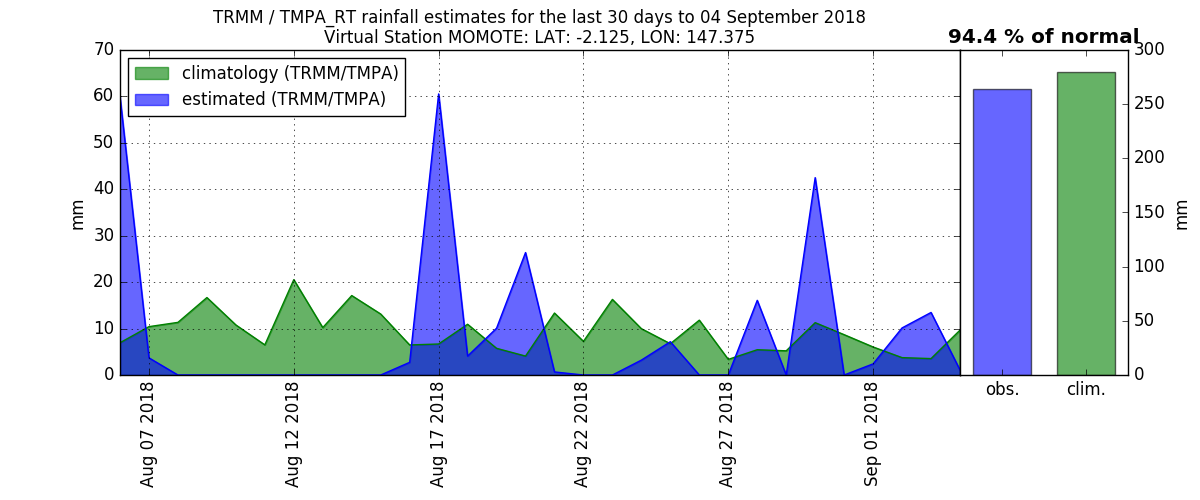 TRMM / TMPA_RT rainfall estimates for the last 30 days to 04 September 2018
Virtual Station MOMOTE: LAT: -2.125, LON: 147.375
94.4 % of normal
climatology (TRMM/TMPA)
estimated (TRMM/TMPA)
70
60
50
40
30
20
10
0
mm
Aug 07 2018
Aug 12 2018
Aug 17 2018
Aug 22 2018
Aug 27 2018
Sep 01 2018
300
250
200
150
100
50
0
mm
obs.
clim.